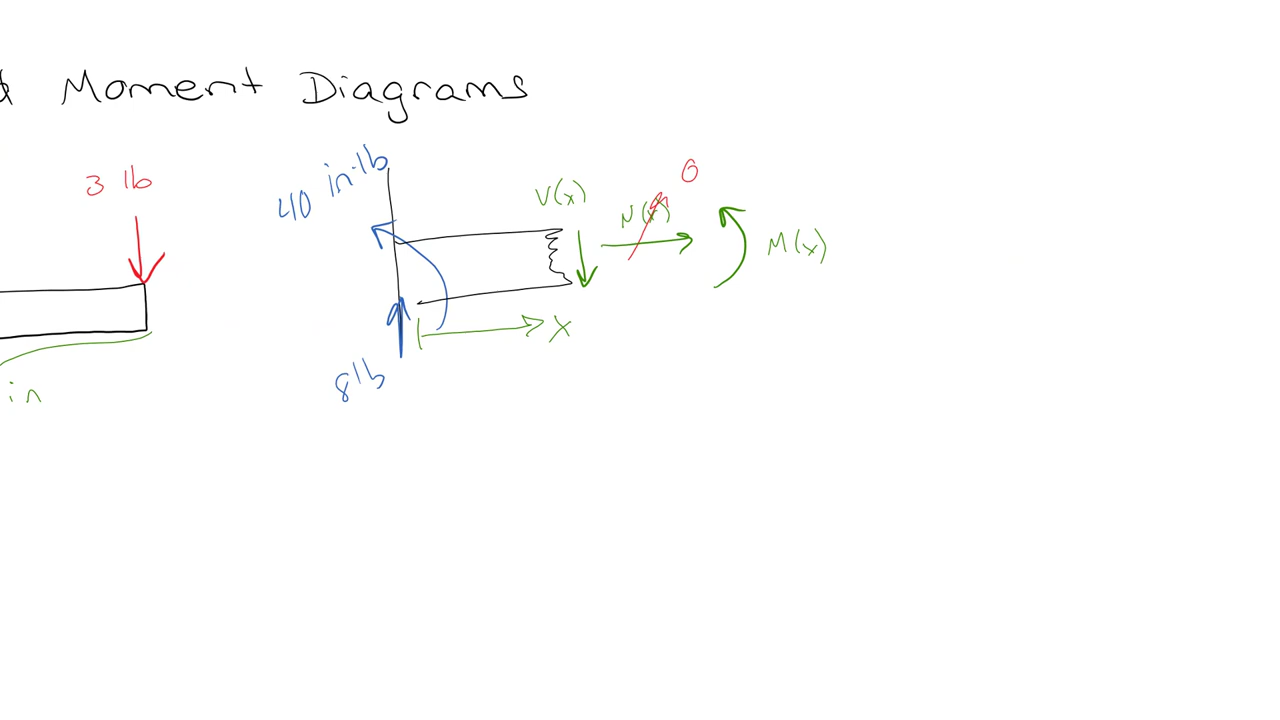 Moment Diagrams
3 lb
40 in·lb
V(x)
N(x)
0
M(x)
x
8 lb
in